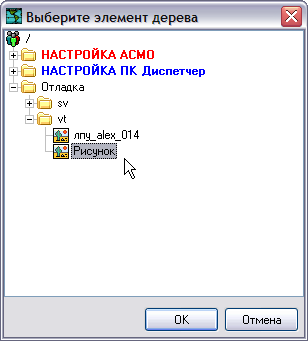 Выберите элемент дерева
/
НАСТРОЙКА АСМО
НАСТРОЙКА ПК Диспетчер
Отладка
sv
vt
лпу_alex_014
Рисунок
OK
Отмена